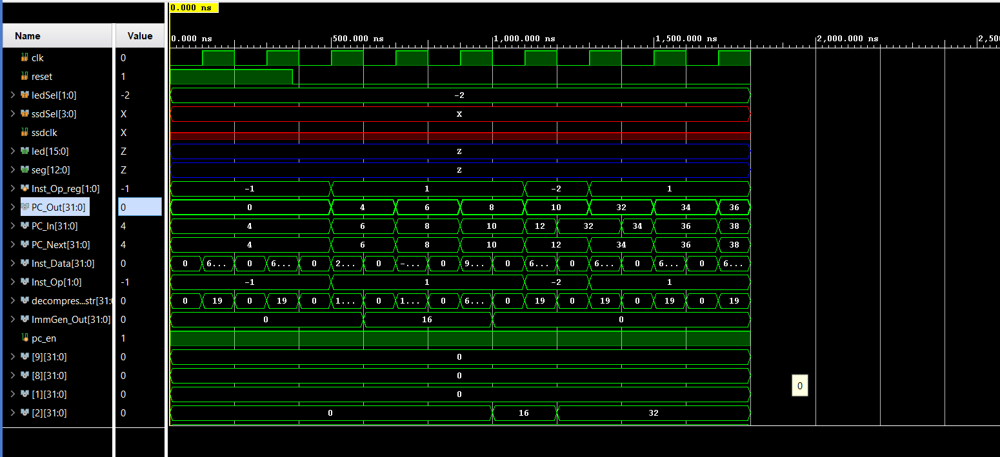 0.000 ns
Name Value 0.000 ns 500.000 ns 1,000.000 ns 1,500.000 ns 2,000.000 ns 2,500
clk 0
reset 1
ledSel[1:0] -2 -2
ssdSel[3:0] X X
ssdclk X
led[15:0] Z Z
seg[12:0] Z Z
Inst_Op_reg[1:0] -1 -1 1 -2 1
PC_Out[31:0] 0 0 4 6 8 10 32 34 36
PC_In[31:0] 4 4 6 8 10 12 32 34 36 38
PC_Next[31:0] 4 4 6 8 10 12 34 36 38
Inst_Data[31:0] 0 0 6... 0 6... 0 2... 0 -... 0 9... 0 6... 0 6... 0 6... 0 6...
Inst_Op[1:0] -1 -1 1 -2 1
decompres...str[31:0 0 0 19 0 19 0 1... 0 1... 0 6... 0 19 0 19 0 19 0 19
ImmGen_Out[31:0] 0 0 16 0
pc_en 1
[9][31:0] 0 0
[8][31:0] 0 0
0
[1][31:0] 0 0
[2][31:0] 0 0 16 32